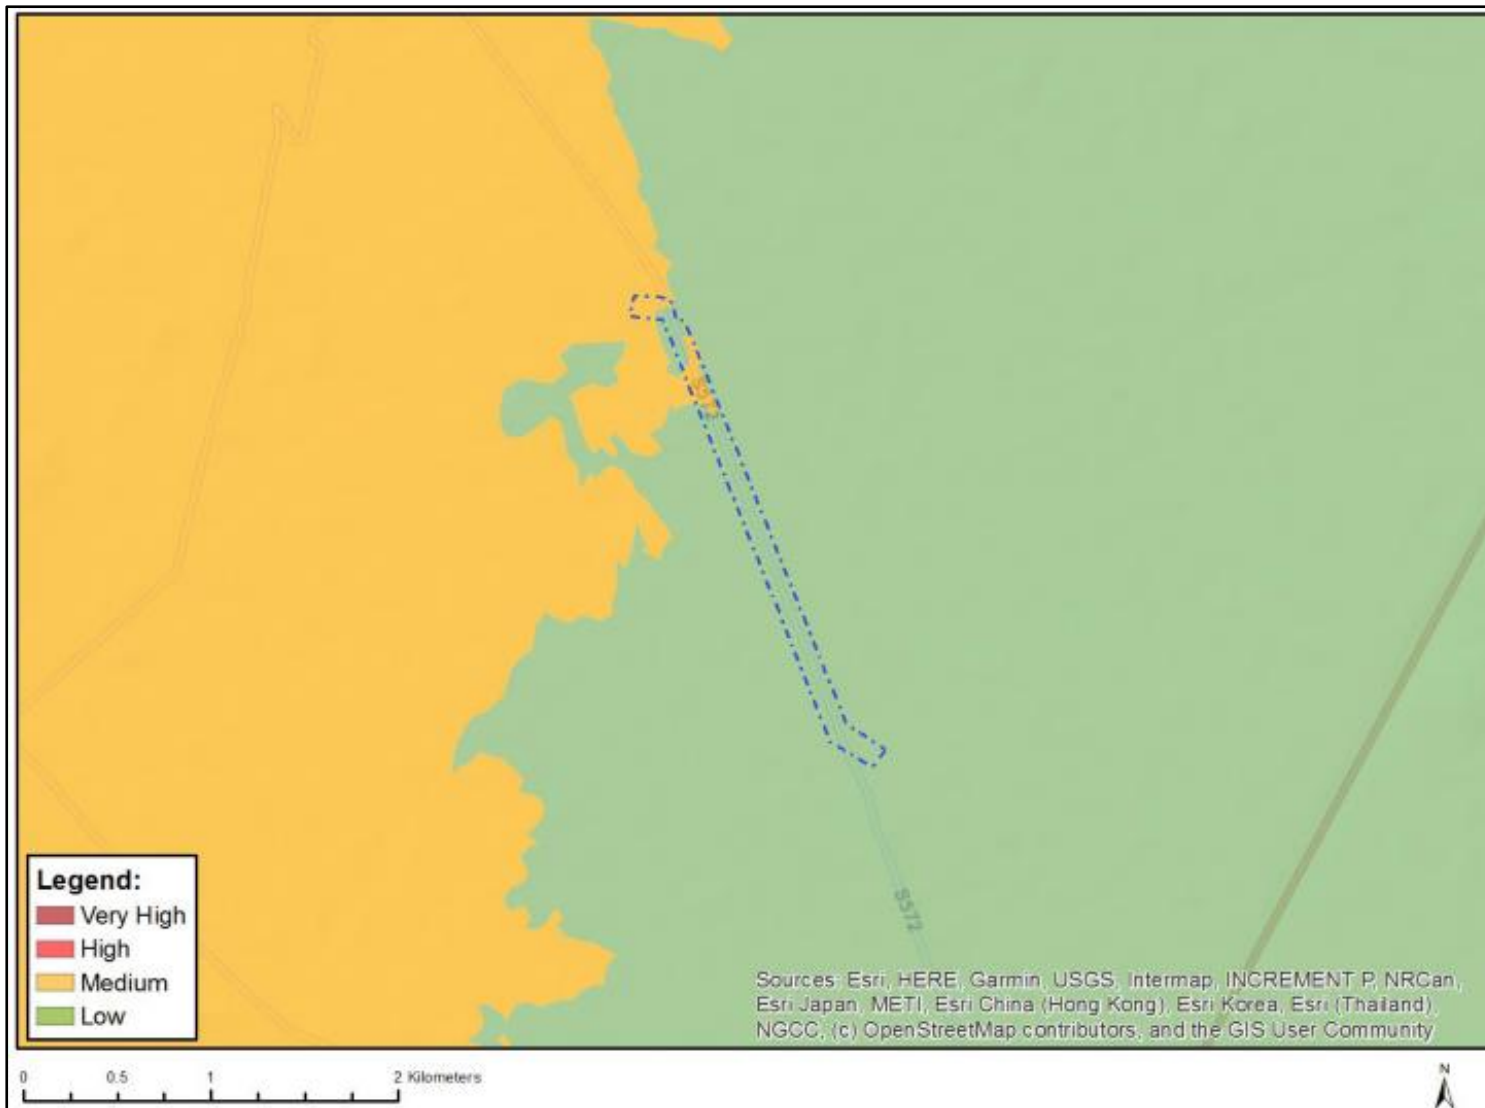 Legend:
Very High
High
Medium
Low
S572
Sources: Esri, HERE, Garmin, USGS, Intermap, INCREMENT P, NRCan,
Esri Japan, METI, Esri China (Hong Kong), Esri Korea, Esri (Thailand),
NGCC, (c) OpenStreetMap contributors, and the GIS User Community
0 0.5 1 2 Kilometers
N